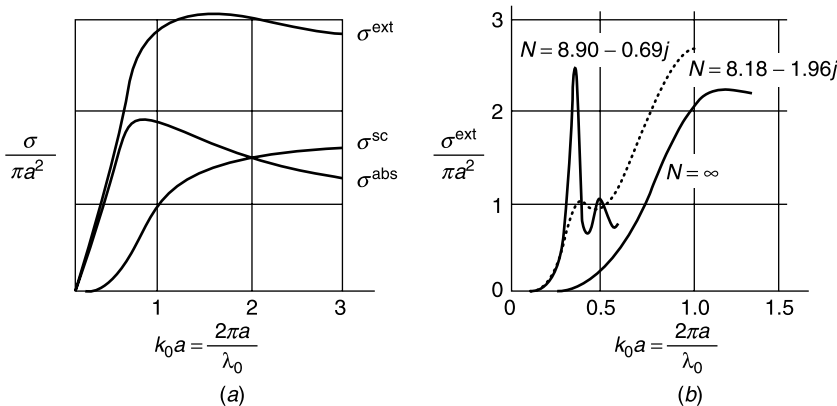 σ^ext
σ^sc
σ^abs
σ
πa²
1 2 3
k₀a = 2πa
λ₀
(a)
3
N = 8.90 − 0.69j
N = 8.18 − 1.96j
2
σ^ext
πa²
N = ∞
1
0
0 0.5 1.0 1.5
k₀a = 2πa
λ₀
(b)